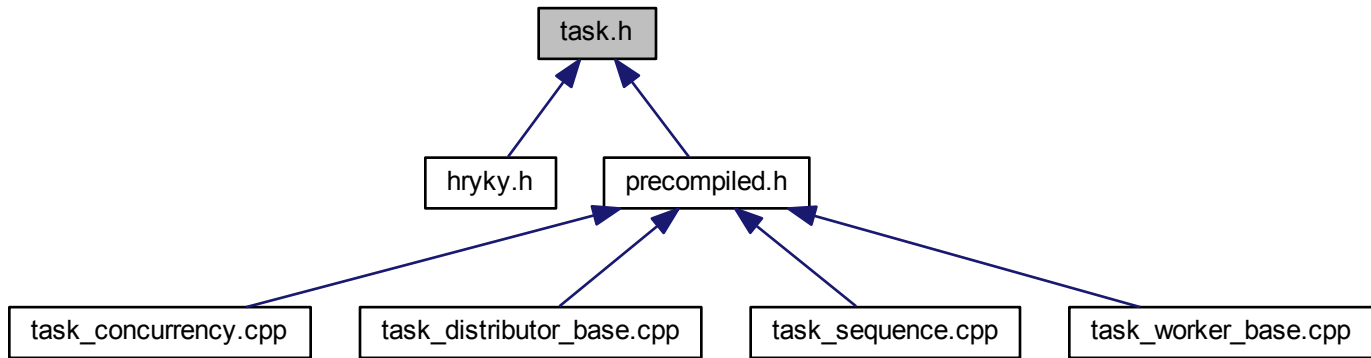 task.h
hryky.h
precompiled.h
task_concurrency.cpp
task_distributor_base.cpp
task_sequence.cpp
task_worker_base.cpp